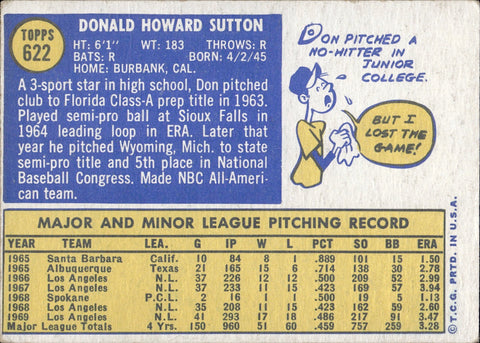 TOPPS
622
DONALD HOWARD SUTTON
HT: 6'1" WT: 183 THROWS: R
BATS: R BORN: 4/2/45
HOME: BURBANK, CAL.
A 3-sport star in high school, Don pitched
club to Florida Class-A prep title in 1963.
Played semi-pro ball at Sioux Falls in
1964 leading loop in ERA. Later that
year he pitched Wyoming, Mich. to state
semi-pro title and 5th place in National
Baseball Congress. Made NBC All-Ameri-
can team.
DON PITCHED A
NO-HITTER IN
JUNIOR
COLLEGE.
BUT I
LOST THE
GAME!
MAJOR AND MINOR LEAGUE PITCHING RECORD
YEAR TEAM LEA. G IP W L PCT SO BB ERA
1965 Santa Barbara Calif. 10 84 8 1 .889 101 15 1.50
1965 Albuquerque Texas 21 165 15 6 .714 138 30 2.78
1966 Los Angeles N.L. 37 226 12 12 .500 209 52 2.99
1967 Los Angeles N.L. 37 233 11 15 .423 57 3.94
1968 Spokane P.C.L. 2 16 1 1 .500 19 5 1.13
1968 Los Angeles N.L. 35 208 11 15 .423 162 59 2.60
1969 Los Angeles N.L. 41 293 17 18 .486 217 91 3.47
Major League Totals 4 Yrs. 150 960 51 60 .459 757 259 3.28
© T.C.G. PRTD. IN U.S.A.